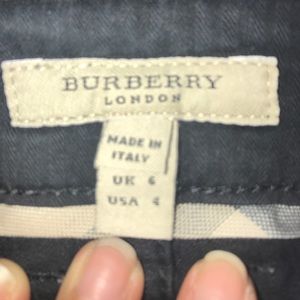 BURBERRY
LONDON
MADE IN
ITALY
UK 6
USA 4